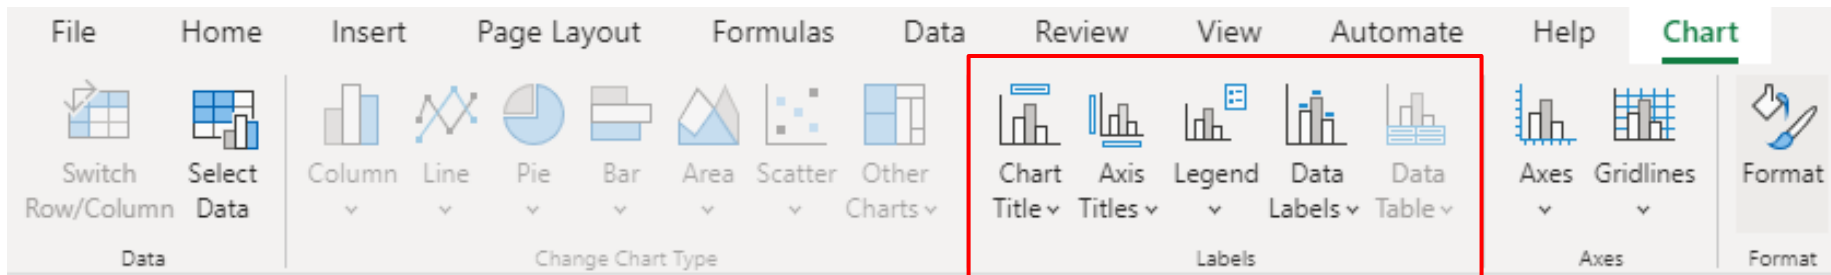 File Home Insert Page Layout Formulas Data Review View Automate Help Chart
Switch Select Column Line Pie Bar Area Scatter Other Chart Axis Legend Data Data Axes Gridlines Format
Row/Column Data Charts Title Titles Labels Table
Data Change Chart Type Labels Axes Format